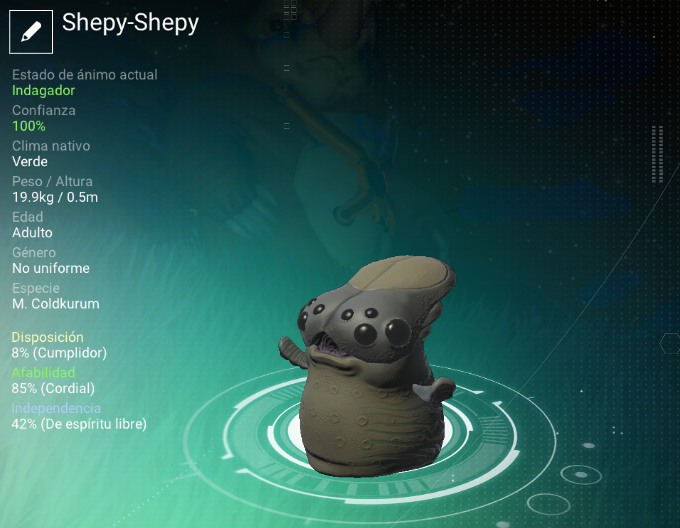 Shepy-Shepy
Estado de ánimo actual
Indagador
Confianza
100%
Clima nativo
Verde
Peso / Altura
19.9kg / 0.5m
Edad
Adulto
Género
No uniforme
Especie
M. Coldkurum
Disposición
8% (Cumplidor)
Afabilidad
85% (Cordial)
Independencia
42% (De espíritu libre)